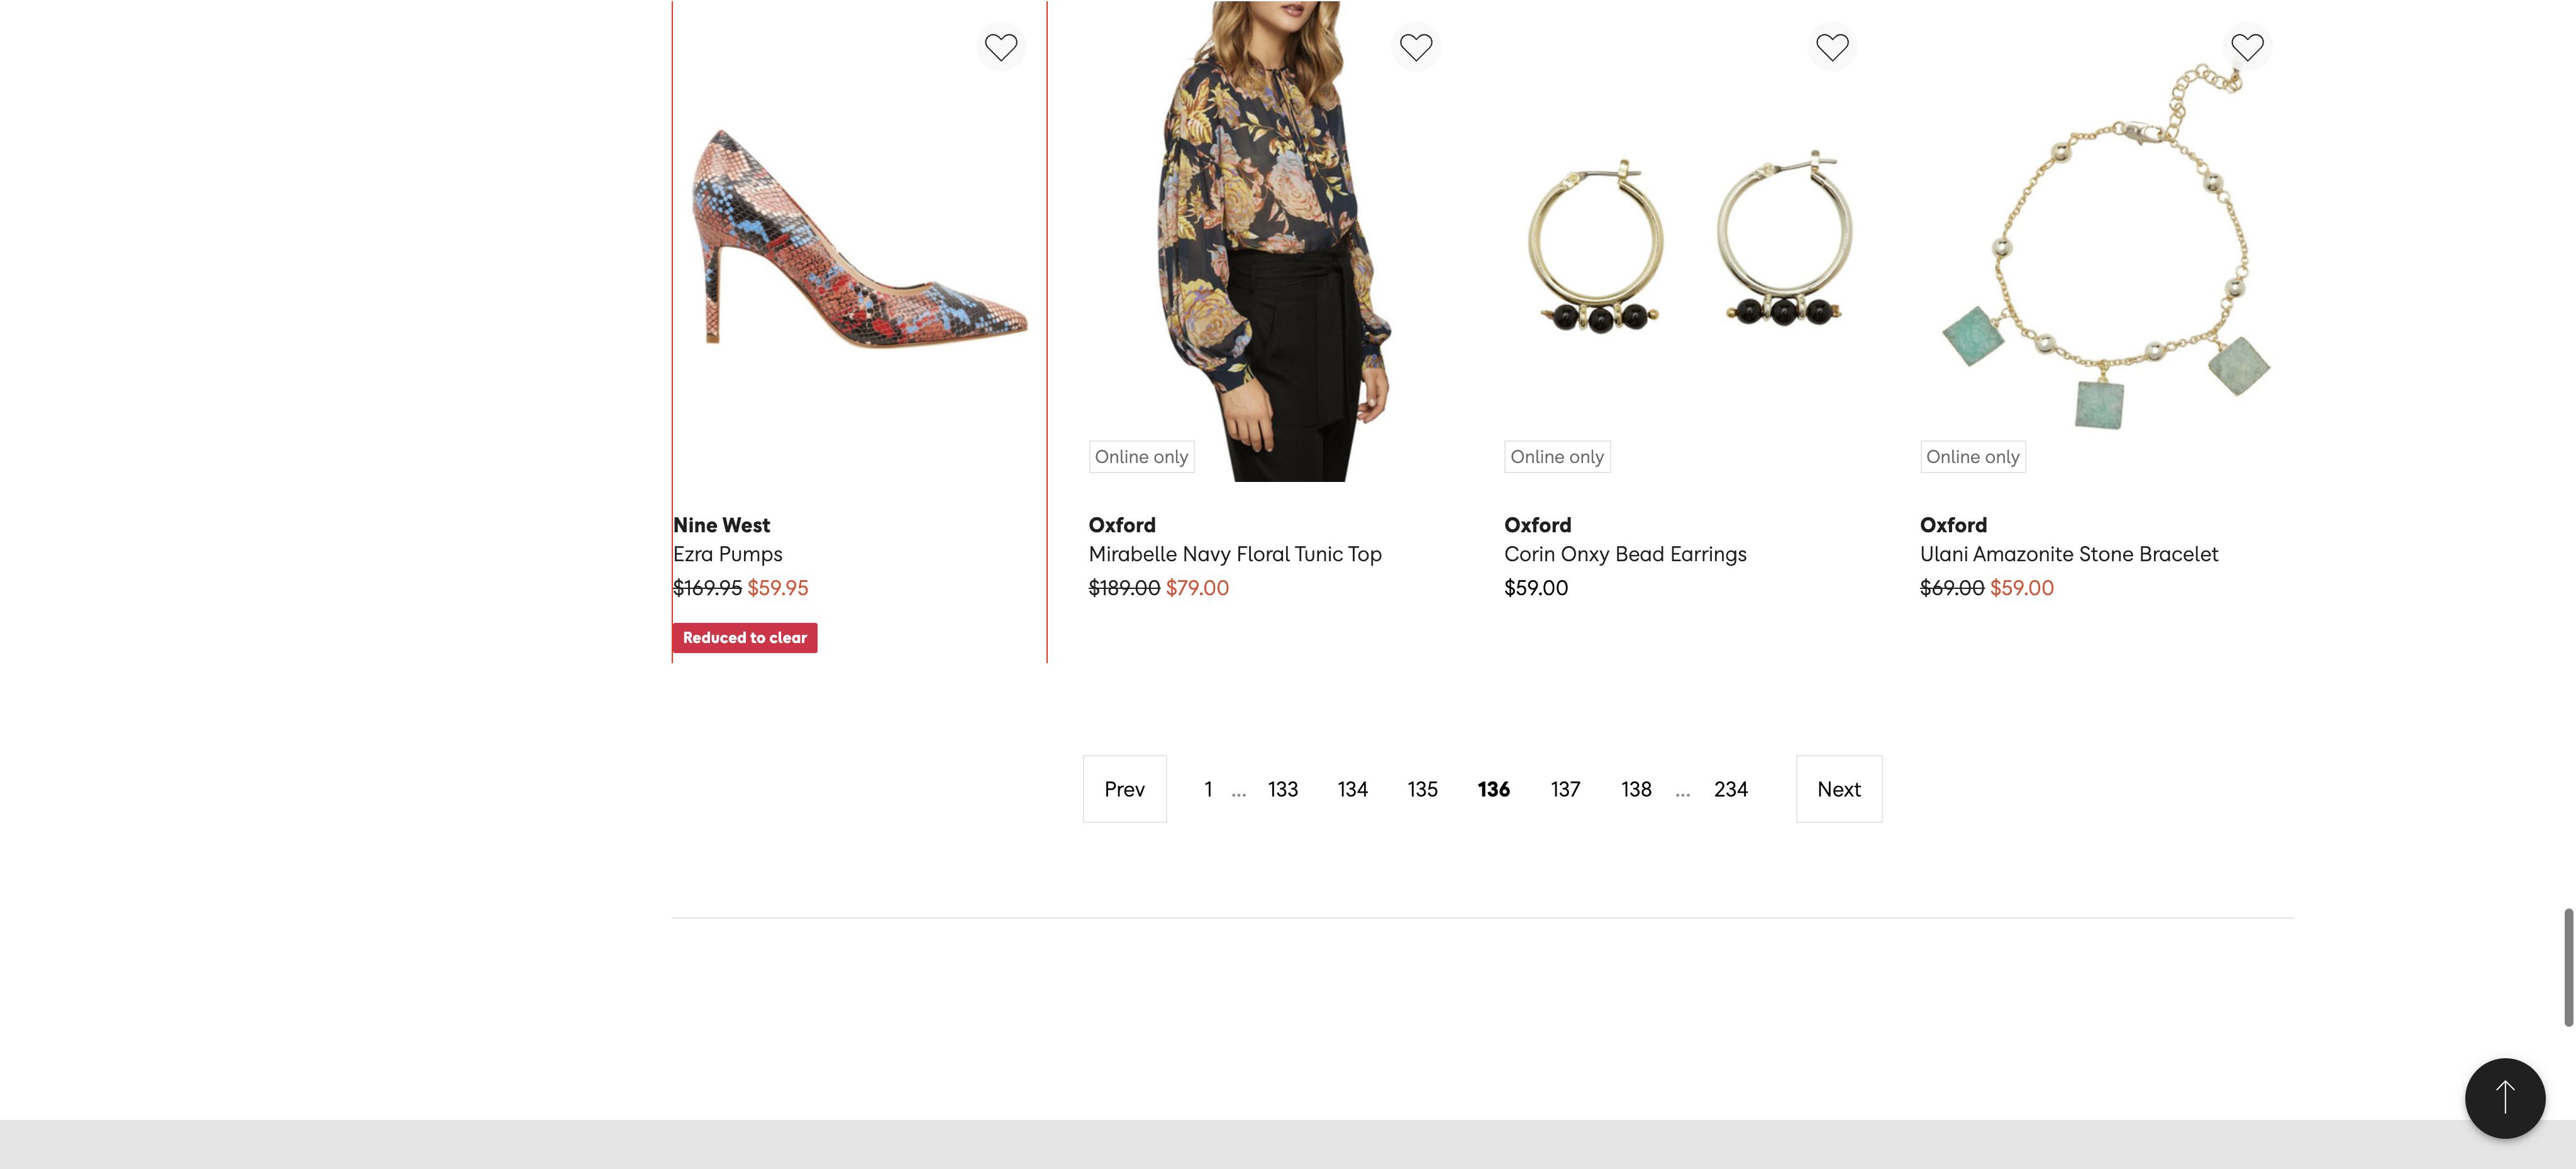 Online only
Online only
Online only
Nine West
Ezra Pumps
$169.95 $59.95
Reduced to clear
Oxford
Mirabelle Navy Floral Tunic Top
$189.00 $79.00
Oxford
Corin Onxy Bead Earrings
$59.00
Oxford
Ulani Amazonite Stone Bracelet
$69.00 $59.00
Prev 1 ... 133 134 135 136 137 138 ... 234 Next